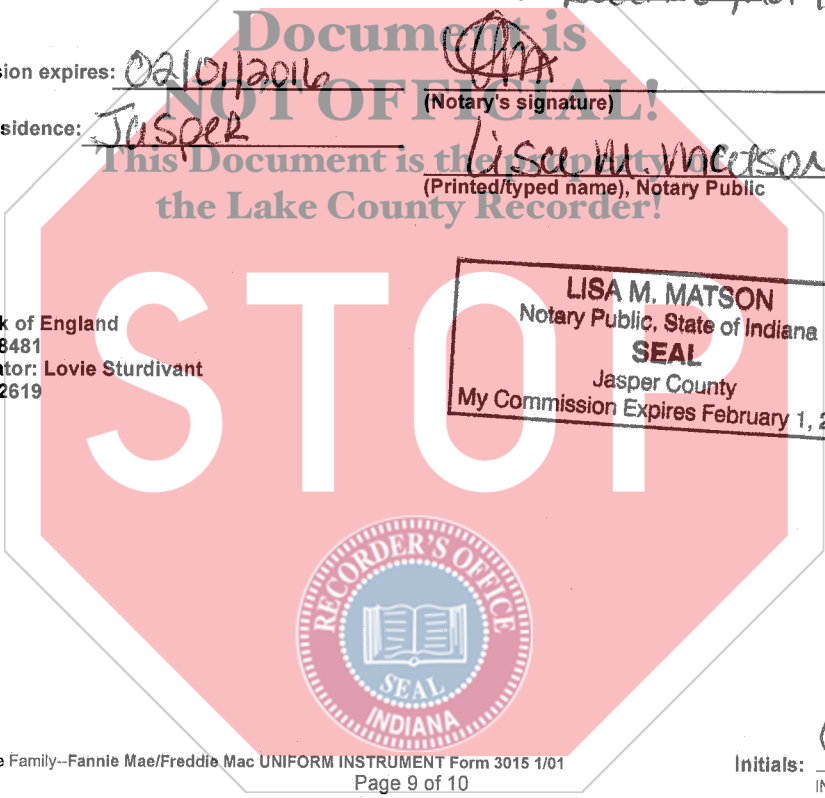 Document is
NOT OFFICIAL!
This Document is the property of
the Lake County Recorder!
sion expires: 02/01/2016
(Notary's signature)
sidence: Jasper
Lisa M. Matson
(Printed/typed name), Notary Public
LISA M. MATSON
Notary Public, State of Indiana
SEAL
Jasper County
My Commission Expires February 1, 2
k of England
8481
ator: Lovie Sturdivant
2619
STOP
RECORDER'S OFFICE
SEAL
INDIANA
e Family--Fannie Mae/Freddie Mac UNIFORM INSTRUMENT Form 3015 1/01
Page 9 of 10
Initials:
IN